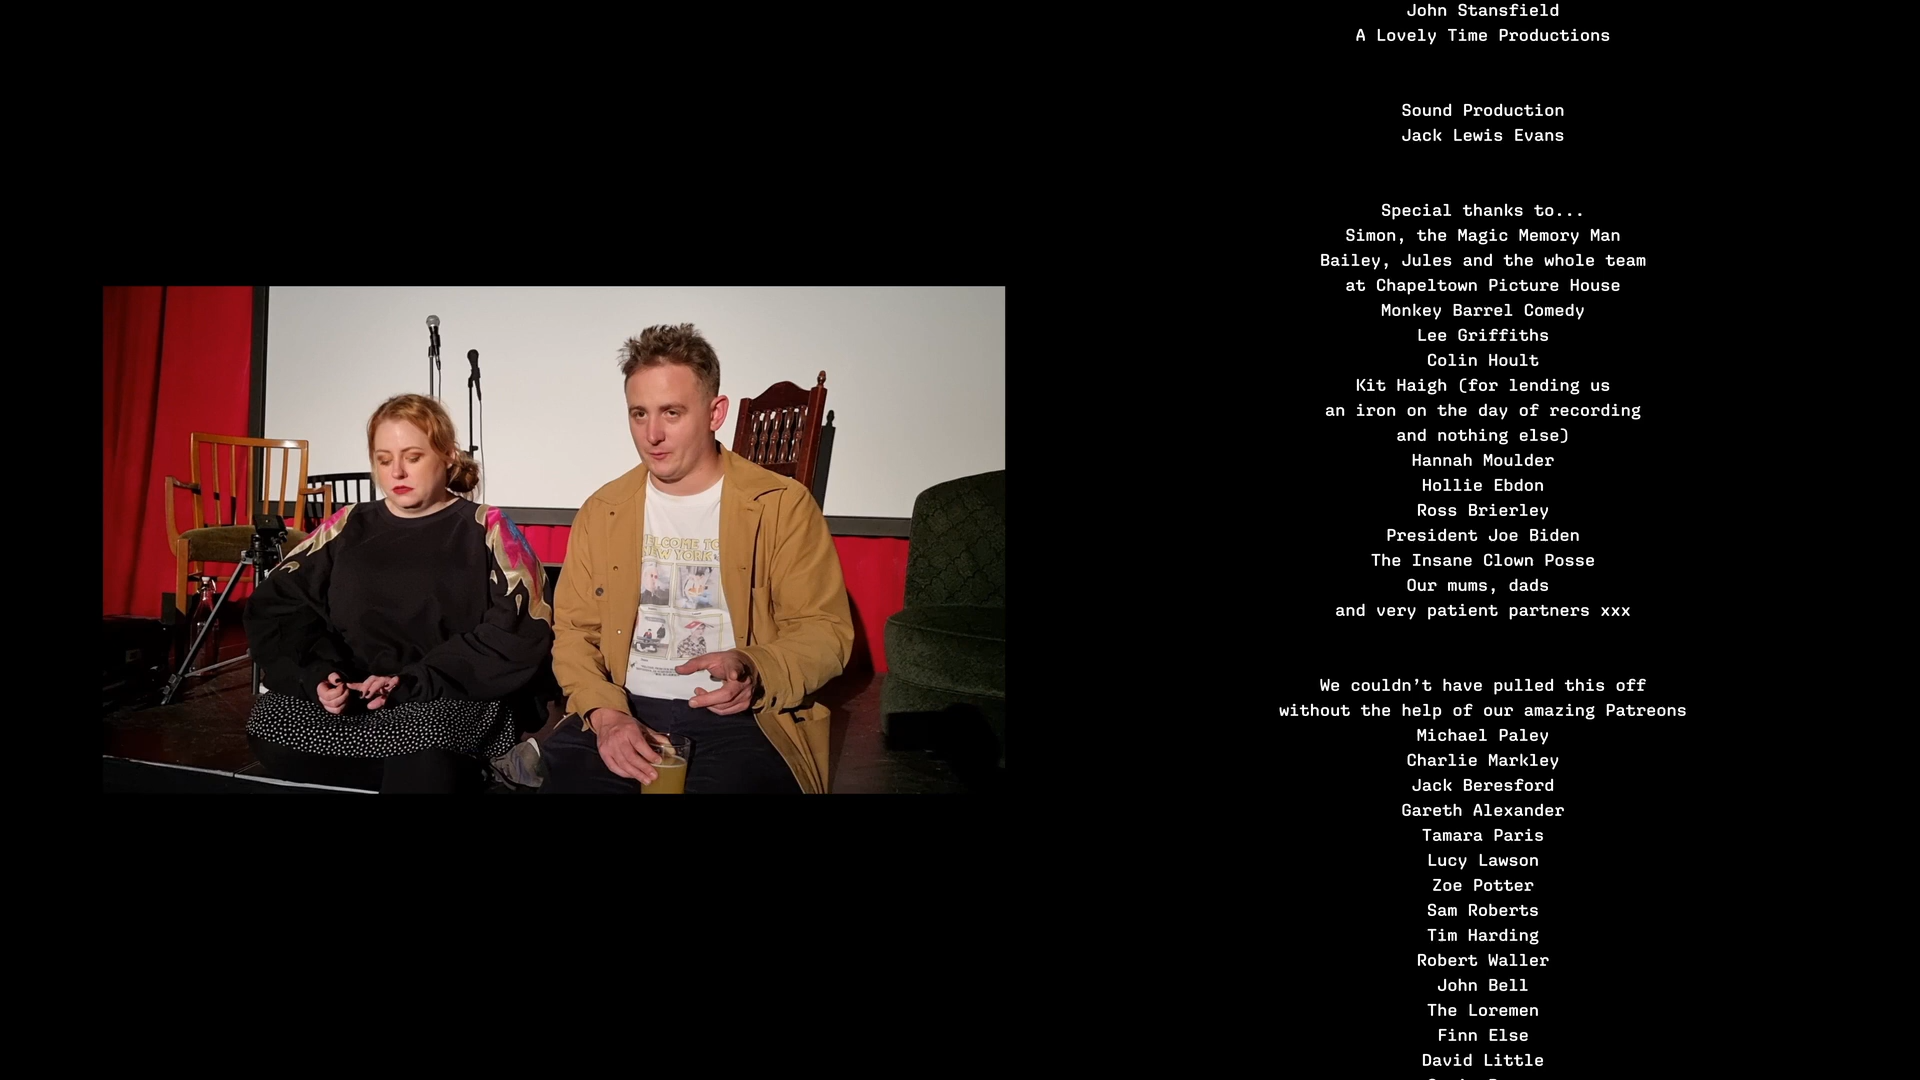 John Stansfield
A Lovely Time Productions
Sound Production
Jack Lewis Evans
Special thanks to...
Simon, the Magic Memory Man
Bailey, Jules and the whole team
at Chapeltown Picture House
Monkey Barrel Comedy
Lee Griffiths
Colin Hoult
Kit Haigh (for lending us
an iron on the day of recording
and nothing else)
Hannah Moulder
Hollie Ebdon
Ross Brierley
President Joe Biden
The Insane Clown Posse
Our mums, dads
and very patient partners xxx
We couldn’t have pulled this off
without the help of our amazing Patreons
Michael Paley
Charlie Markley
Jack Beresford
Gareth Alexander
Tamara Paris
Lucy Lawson
Zoe Potter
Sam Roberts
Tim Harding
Robert Waller
John Bell
The Loremen
Finn Else
David Little